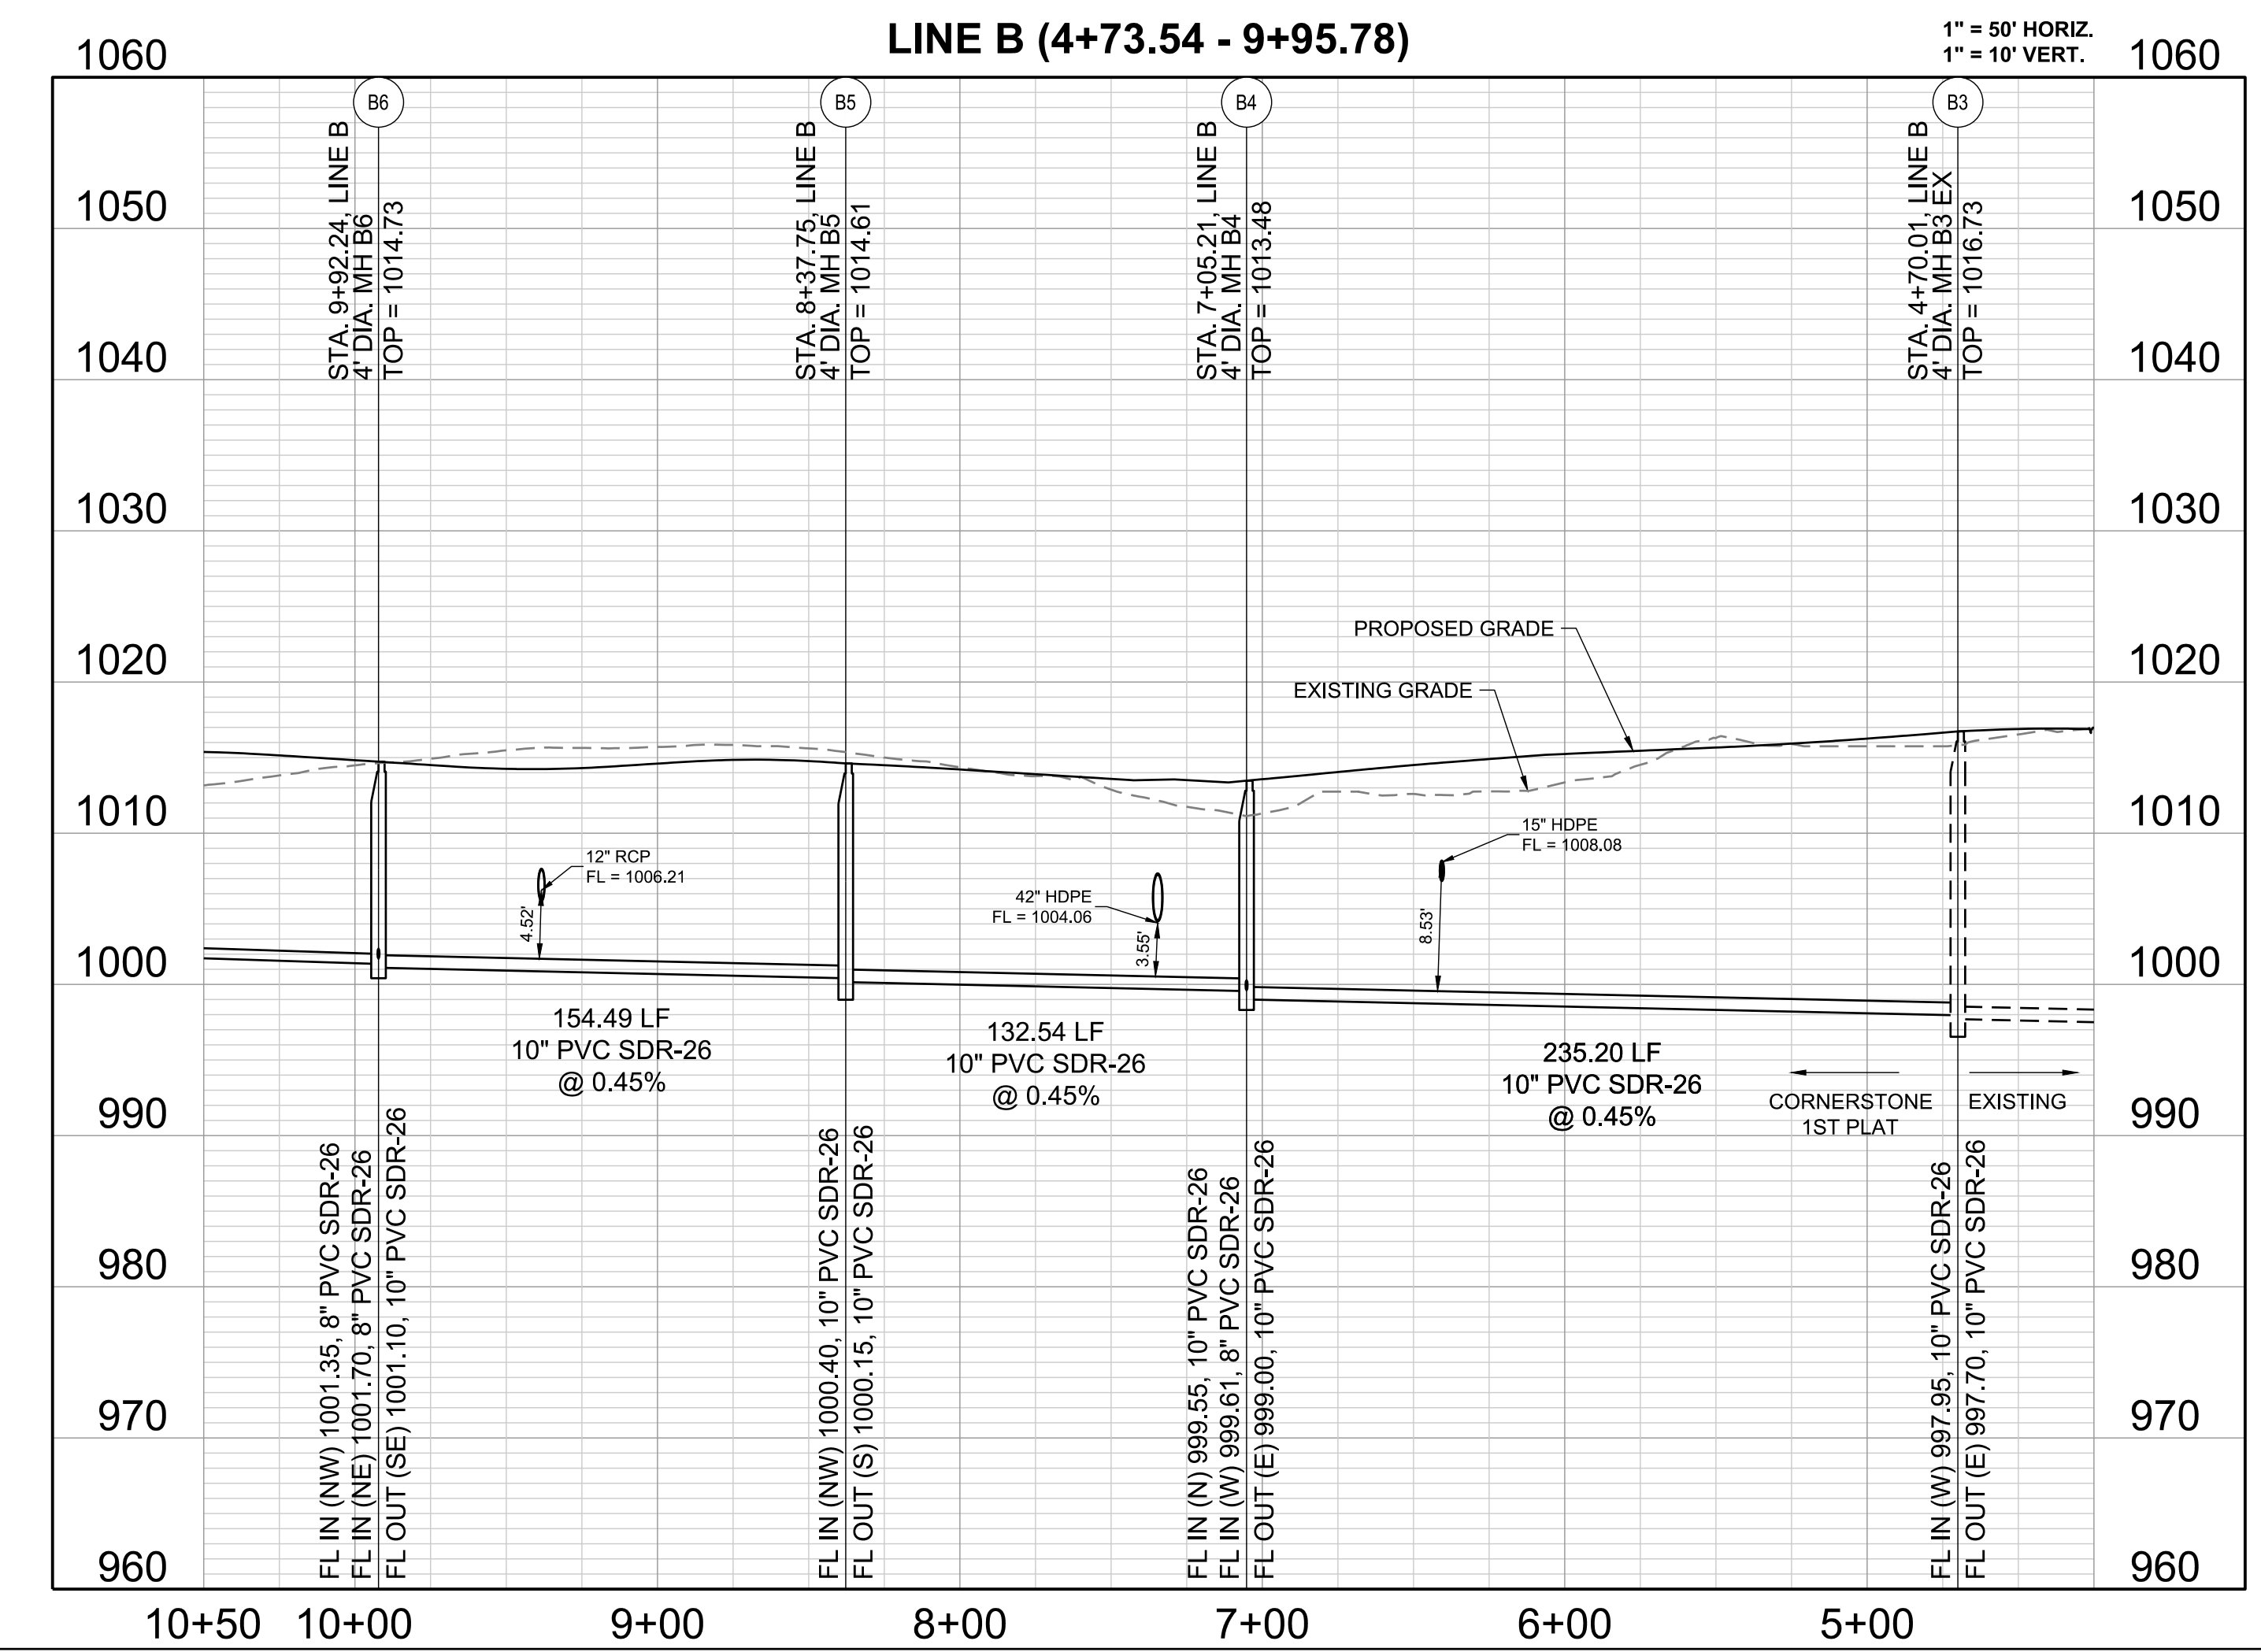 LINE B (4+73.54 - 9+95.78)
1" = 50' HORIZ.
1" = 10' VERT.
1060
1060
B6
B5
B4
B3
STA. 9+92.24, LINE B
4' DIA. MH B6
TOP = 1014.73
STA. 8+37.75, LINE B
4' DIA. MH B5
TOP = 1014.61
STA. 7+05.21, LINE B
4' DIA. MH B4
TOP = 1013.48
STA. 4+70.01, LINE B
4' DIA. MH B3 EX
TOP = 1016.73
1050
1050
1040
1040
1030
1030
1020
1020
PROPOSED GRADE
EXISTING GRADE
1010
1010
12" RCP
FL = 1006.21
4.52'
42" HDPE
FL = 1004.06
3.55'
15" HDPE
FL = 1008.08
8.53'
1000
1000
154.49 LF
10" PVC SDR-26
@ 0.45%
132.54 LF
10" PVC SDR-26
@ 0.45%
235.20 LF
10" PVC SDR-26
@ 0.45%
CORNERSTONE
1ST PLAT
EXISTING
990
990
FL IN (NW) 1001.35, 8" PVC SDR-26
FL IN (NE) 1001.70, 8" PVC SDR-26
FL OUT (SE) 1001.10, 10" PVC SDR-26
FL IN (NW) 1000.40, 10" PVC SDR-26
FL OUT (S) 1000.15, 10" PVC SDR-26
FL IN (N) 999.55, 10" PVC SDR-26
FL IN (W) 999.61, 8" PVC SDR-26
FL OUT (E) 999.00, 10" PVC SDR-26
FL IN (W) 997.95, 10" PVC SDR-26
FL OUT (E) 997.70, 10" PVC SDR-26
980
980
970
970
960
960
10+50
10+00
9+00
8+00
7+00
6+00
5+00